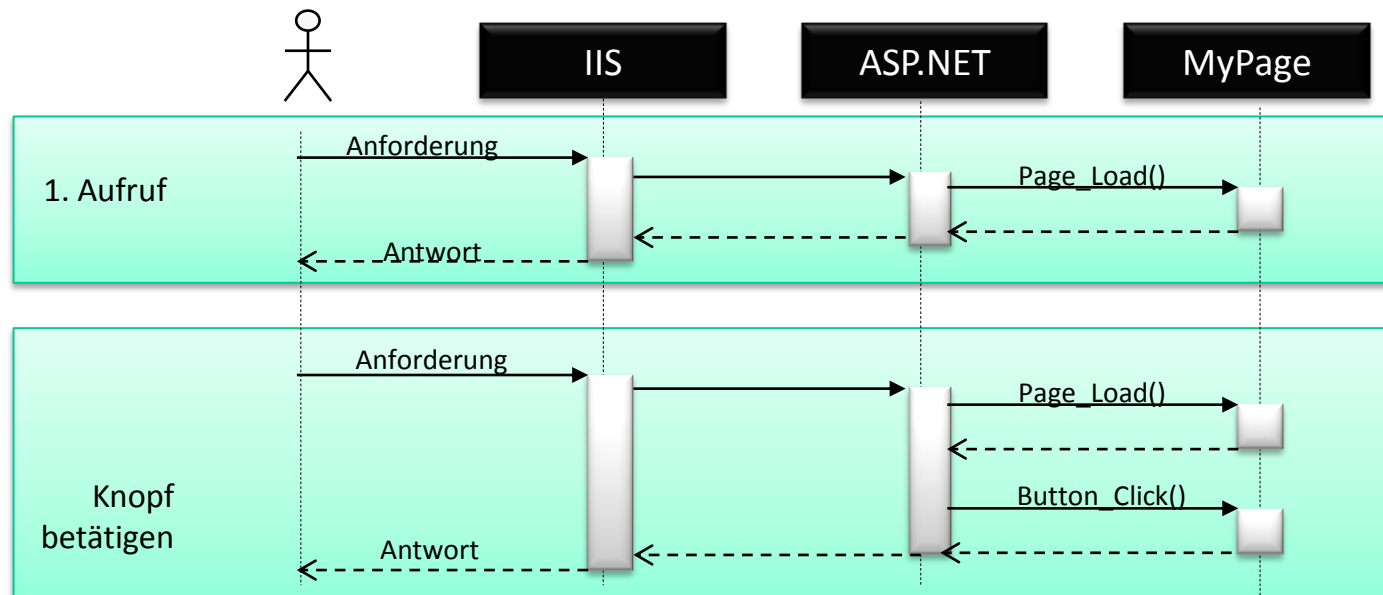 IIS
ASP.NET
MyPage
1. Aufruf
Anforderung
Page_Load()
Antwort
Anforderung
Page_Load()
Knopf
betätigen
Button_Click()
Antwort